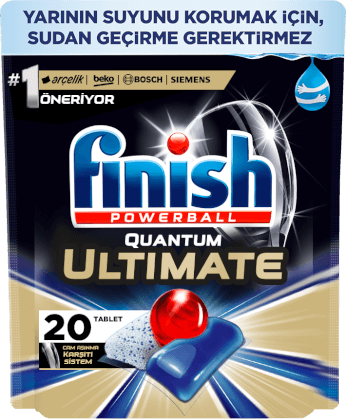 YARININ SUYUNU KORUMAK İÇİN,
SUDAN GEÇİRME GEREKTİRMEZ
#1 arçelik beko BOSCH SIEMENS
ÖNERİYOR
finish
POWERBALL
QUANTUM
ULTIMATE
20 TABLET
CAM AŞINMA
KARŞITI
SİSTEM